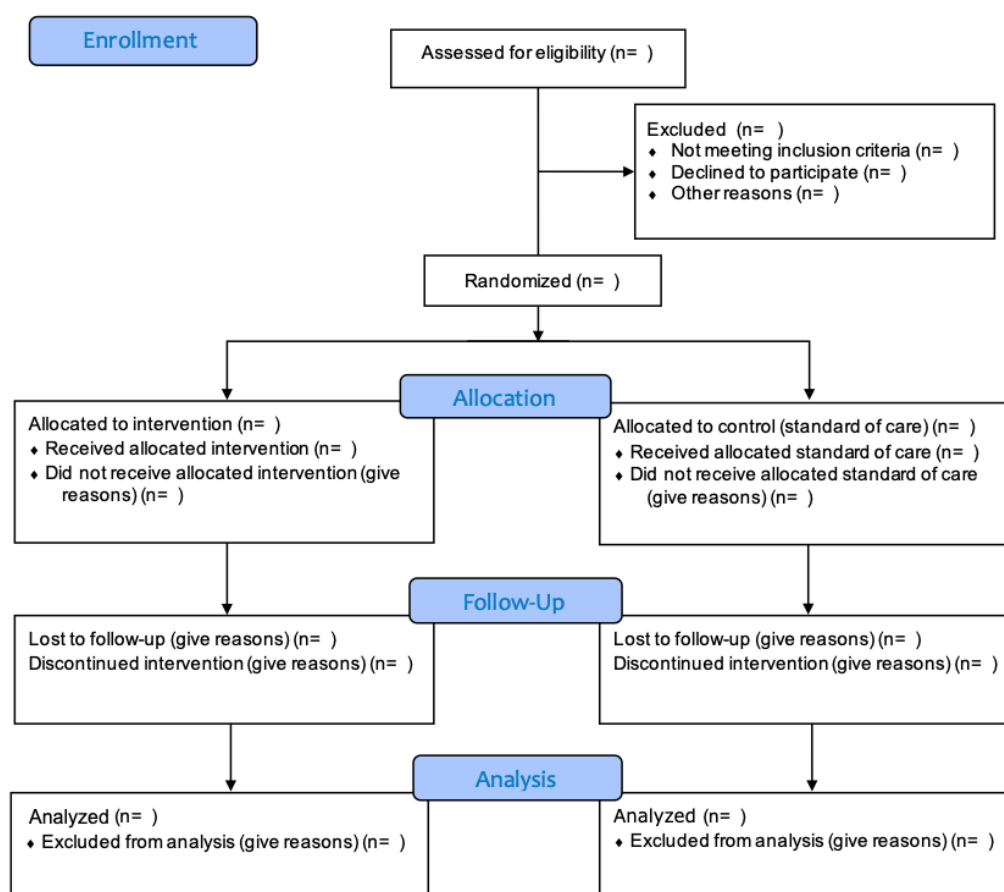 Enrollment
Assessed for eligibility (n=  )
Excluded  (n=  )
♦ Not meeting inclusion criteria (n=  )
♦ Declined to participate (n=  )
♦ Other reasons (n=  )
Randomized (n=  )
Allocation
Allocated to intervention (n=  )
♦ Received allocated intervention (n=  )
♦ Did not receive allocated intervention (give
reasons) (n=  )
Allocated to control (standard of care) (n=  )
♦ Received allocated standard of care (n=  )
♦ Did not receive allocated standard of care
(give reasons) (n=  )
Follow-Up
Lost to follow-up (give reasons) (n=  )
Discontinued intervention (give reasons) (n=  )
Lost to follow-up (give reasons) (n=  )
Discontinued intervention (give reasons) (n=  )
Analysis
Analyzed (n=  )
♦ Excluded from analysis (give reasons) (n=  )
Analyzed (n=  )
♦ Excluded from analysis (give reasons) (n=  )